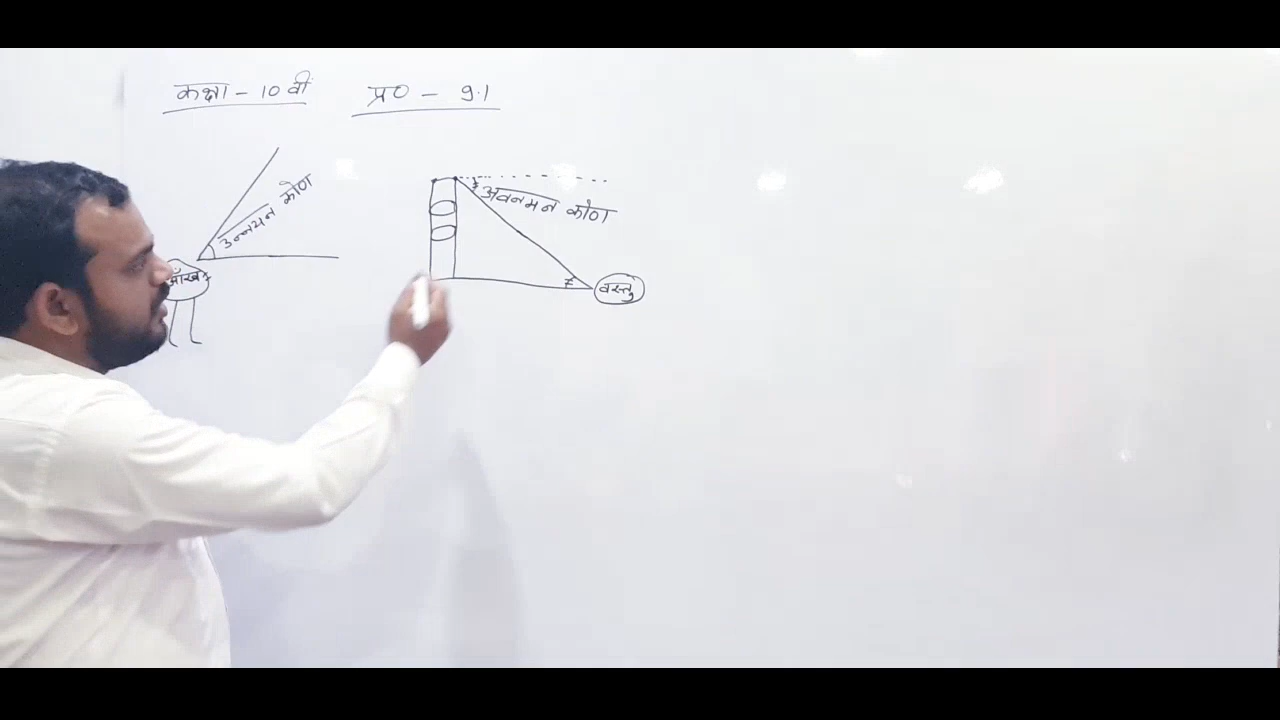 कक्षा - 10 वीं
प्र० - 9.1
उन्नयन कोण
आँख
अवनमन कोण
वस्तु